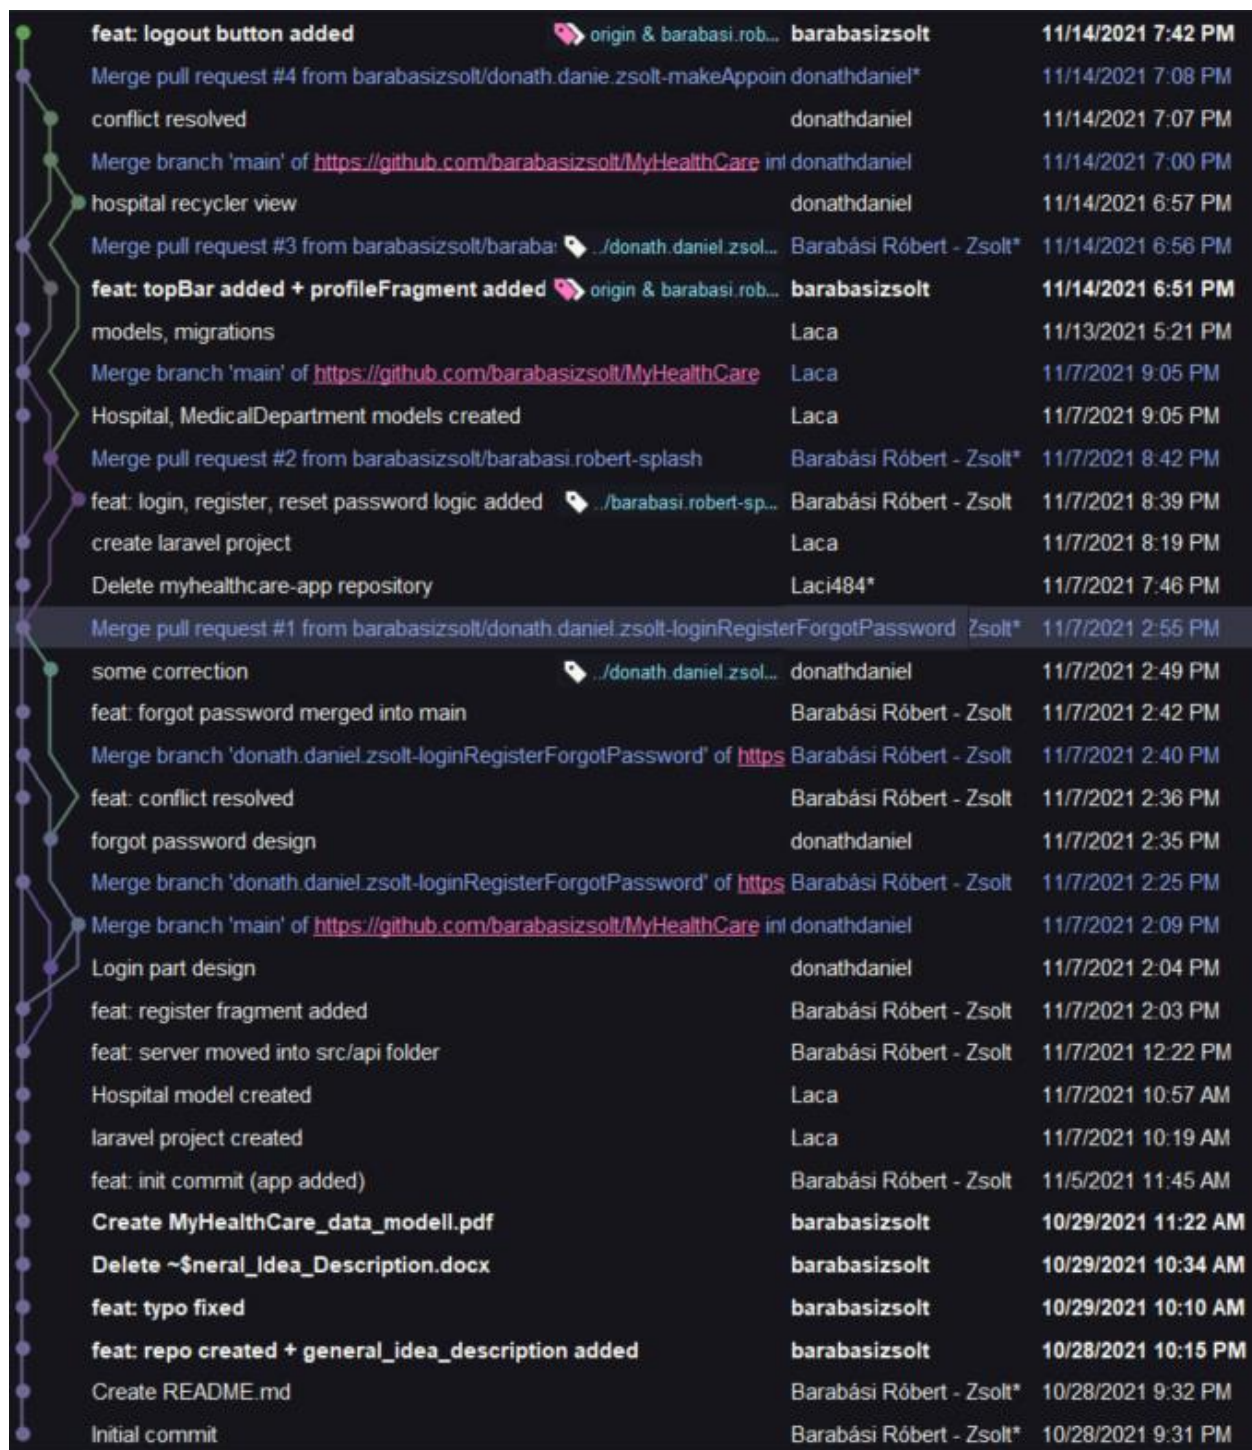 feat: logout button added origin & barabasi.rob... barabasizsolt 11/14/2021 7:42 PM
Merge pull request #4 from barabasizsolt/donath.danie.zsolt-makeAppoin donathdaniel* 11/14/2021 7:08 PM
conflict resolved donathdaniel 11/14/2021 7:07 PM
Merge branch 'main' of https://github.com/barabasizsolt/MyHealthCare int donathdaniel 11/14/2021 7:00 PM
hospital recycler view donathdaniel 11/14/2021 6:57 PM
Merge pull request #3 from barabasizsolt/barabas ../donath.daniel.zsol... Barabási Róbert - Zsolt* 11/14/2021 6:56 PM
feat: topBar added + profileFragment added origin & barabasi.rob... barabasizsolt 11/14/2021 6:51 PM
models, migrations Laca 11/13/2021 5:21 PM
Merge branch 'main' of https://github.com/barabasizsolt/MyHealthCare Laca 11/7/2021 9:05 PM
Hospital, MedicalDepartment models created Laca 11/7/2021 9:05 PM
Merge pull request #2 from barabasizsolt/barabasi.robert-splash Barabási Róbert - Zsolt* 11/7/2021 8:42 PM
feat: login, register, reset password logic added ../barabasi.robert-sp... Barabási Róbert - Zsolt 11/7/2021 8:39 PM
create laravel project Laca 11/7/2021 8:19 PM
Delete myhealthcare-app repository Laci484* 11/7/2021 7:46 PM
Merge pull request #1 from barabasizsolt/donath.daniel.zsolt-loginRegisterForgotPassword Zsolt* 11/7/2021 2:55 PM
some correction ../donath.daniel.zsol... donathdaniel 11/7/2021 2:49 PM
feat: forgot password merged into main Barabási Róbert - Zsolt 11/7/2021 2:42 PM
Merge branch 'donath.daniel.zsolt-loginRegisterForgotPassword' of https Barabási Róbert - Zsolt 11/7/2021 2:40 PM
feat: conflict resolved Barabási Róbert - Zsolt 11/7/2021 2:36 PM
forgot password design donathdaniel 11/7/2021 2:35 PM
Merge branch 'donath.daniel.zsolt-loginRegisterForgotPassword' of https Barabási Róbert - Zsolt 11/7/2021 2:25 PM
Merge branch 'main' of https://github.com/barabasizsolt/MyHealthCare int donathdaniel 11/7/2021 2:09 PM
Login part design donathdaniel 11/7/2021 2:04 PM
feat: register fragment added Barabási Róbert - Zsolt 11/7/2021 2:03 PM
feat: server moved into src/api folder Barabási Róbert - Zsolt 11/7/2021 12:22 PM
Hospital model created Laca 11/7/2021 10:57 AM
laravel project created Laca 11/7/2021 10:19 AM
feat: init commit (app added) Barabási Róbert - Zsolt 11/5/2021 11:45 AM
Create MyHealthCare_data_modell.pdf barabasizsolt 10/29/2021 11:22 AM
Delete ~$neral_Idea_Description.docx barabasizsolt 10/29/2021 10:34 AM
feat: typo fixed barabasizsolt 10/29/2021 10:10 AM
feat: repo created + general_idea_description added barabasizsolt 10/28/2021 10:15 PM
Create README.md Barabási Róbert - Zsolt* 10/28/2021 9:32 PM
Initial commit Barabási Róbert - Zsolt* 10/28/2021 9:31 PM